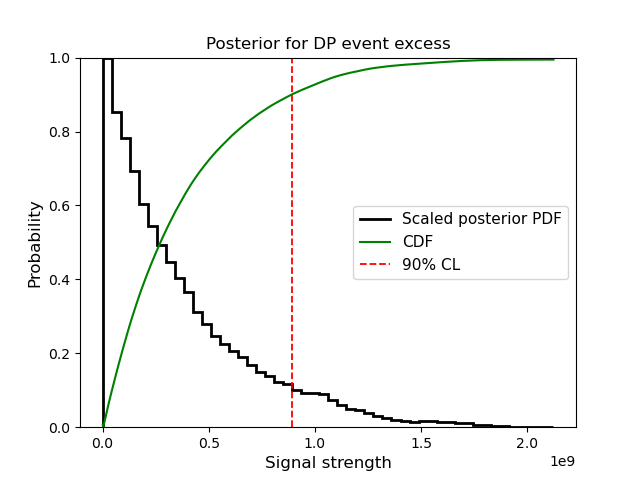 Posterior for DP event excess
1.0
0.8
0.6
0.4
0.2
0.0
Probability
Scaled posterior PDF
CDF
90% CL
0.0
0.5
1.0
1.5
2.0
1e9
Signal strength